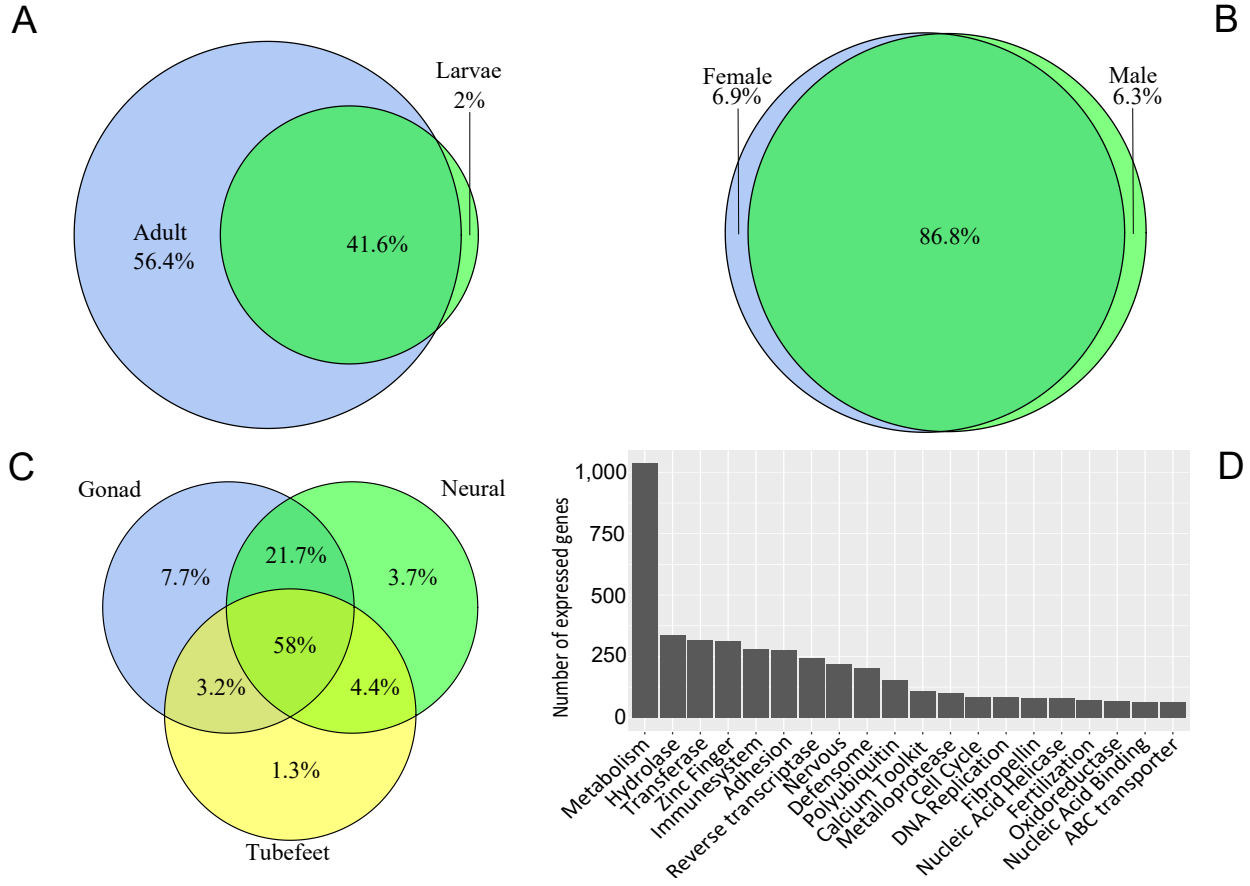 A
Larvae
2%
Adult
56.4%
41.6%
B
Female
6.9%
Male
6.3%
86.8%
C
Gonad
Neural
21.7%
7.7%
3.7%
58%
3.2%
4.4%
1.3%
Tubefeet
D
Number of expressed genes
1,000
750
500
250
0
Metabolism
Hydrolase
Transferase
Zinc Finger
Immunesystem
Adhesion
Reverse transcriptase
Nervous
Defensome
Polyubiquitin
Calcium Toolkit
Metalloprotease
Cell Cycle
DNA Replication
Fibropellin
Nucleic Acid Helicase
Fertilization
Oxidoreductase
Nucleic Acid Binding
ABC transporter